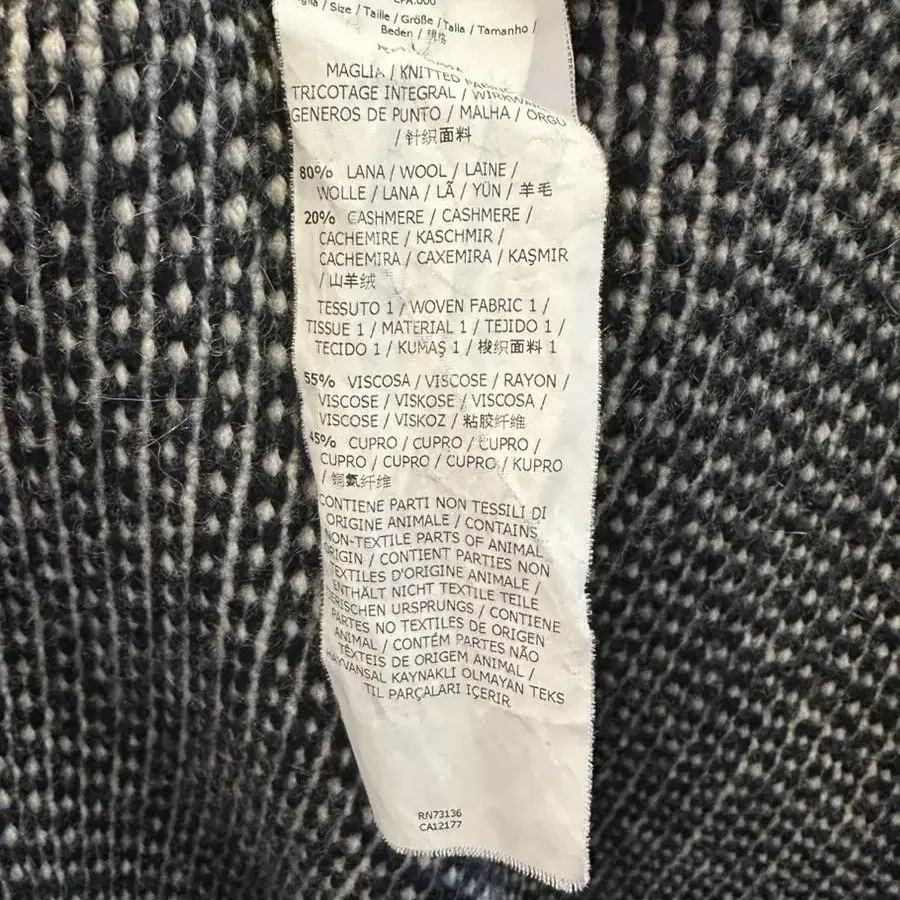 / Size / Taille / Größe / Talla / Tamanho /
Beden / 规格
MAGLIA / KNITTED FABRIC
TRICOTAGE INTEGRAL / WIRKWA
GENEROS DE PUNTO / MALHA / ORGU
/ 针织面料
80% LANA / WOOL / LAINE /
WOLLE / LANA / LÃ / YÜN / 羊毛
20% CASHMERE / CASHMERE /
CACHEMIRE / KASCHMIR /
CACHEMIRA / CAXEMIRA / KAŞMIR
/ 山羊绒
TESSUTO 1 / WOVEN FABRIC 1 /
TISSUE 1 / MATERIAL 1 / TEJIDO 1 /
TECIDO 1 / KUMAŞ 1 / 梭织面料 1
55% VISCOSA / VISCOSE / RAYON /
VISCOSE / VISKOSE / VISCOSA /
VISCOSE / VISKOZ / 粘胶纤维
45% CUPRO / CUPRO / CUPRO /
CUPRO / CUPRO / CUPRO / KUPRO
/ 铜氨纤维
CONTIENE PARTI NON TESSILI DI
ORIGINE ANIMALE / CONTAINS
NON-TEXTILE PARTS OF ANIMAL
ORIGIN / CONTIENT PARTIES NON
TEXTILES D'ORIGINE ANIMALE /
ENTHÄLT NICHT TEXTILE TEILE
TIERISCHEN URSPRUNGS / CONTIENE
PARTES NO TEXTILES DE ORIGEN
ANIMAL / CONTÉM PARTES NÃO
TÊXTEIS DE ORIGEM ANIMAL /
HAYVANSAL KAYNAKLI OLMAYAN TEKS
TIL PARÇALARI IÇERIR
RN73136
CA12177